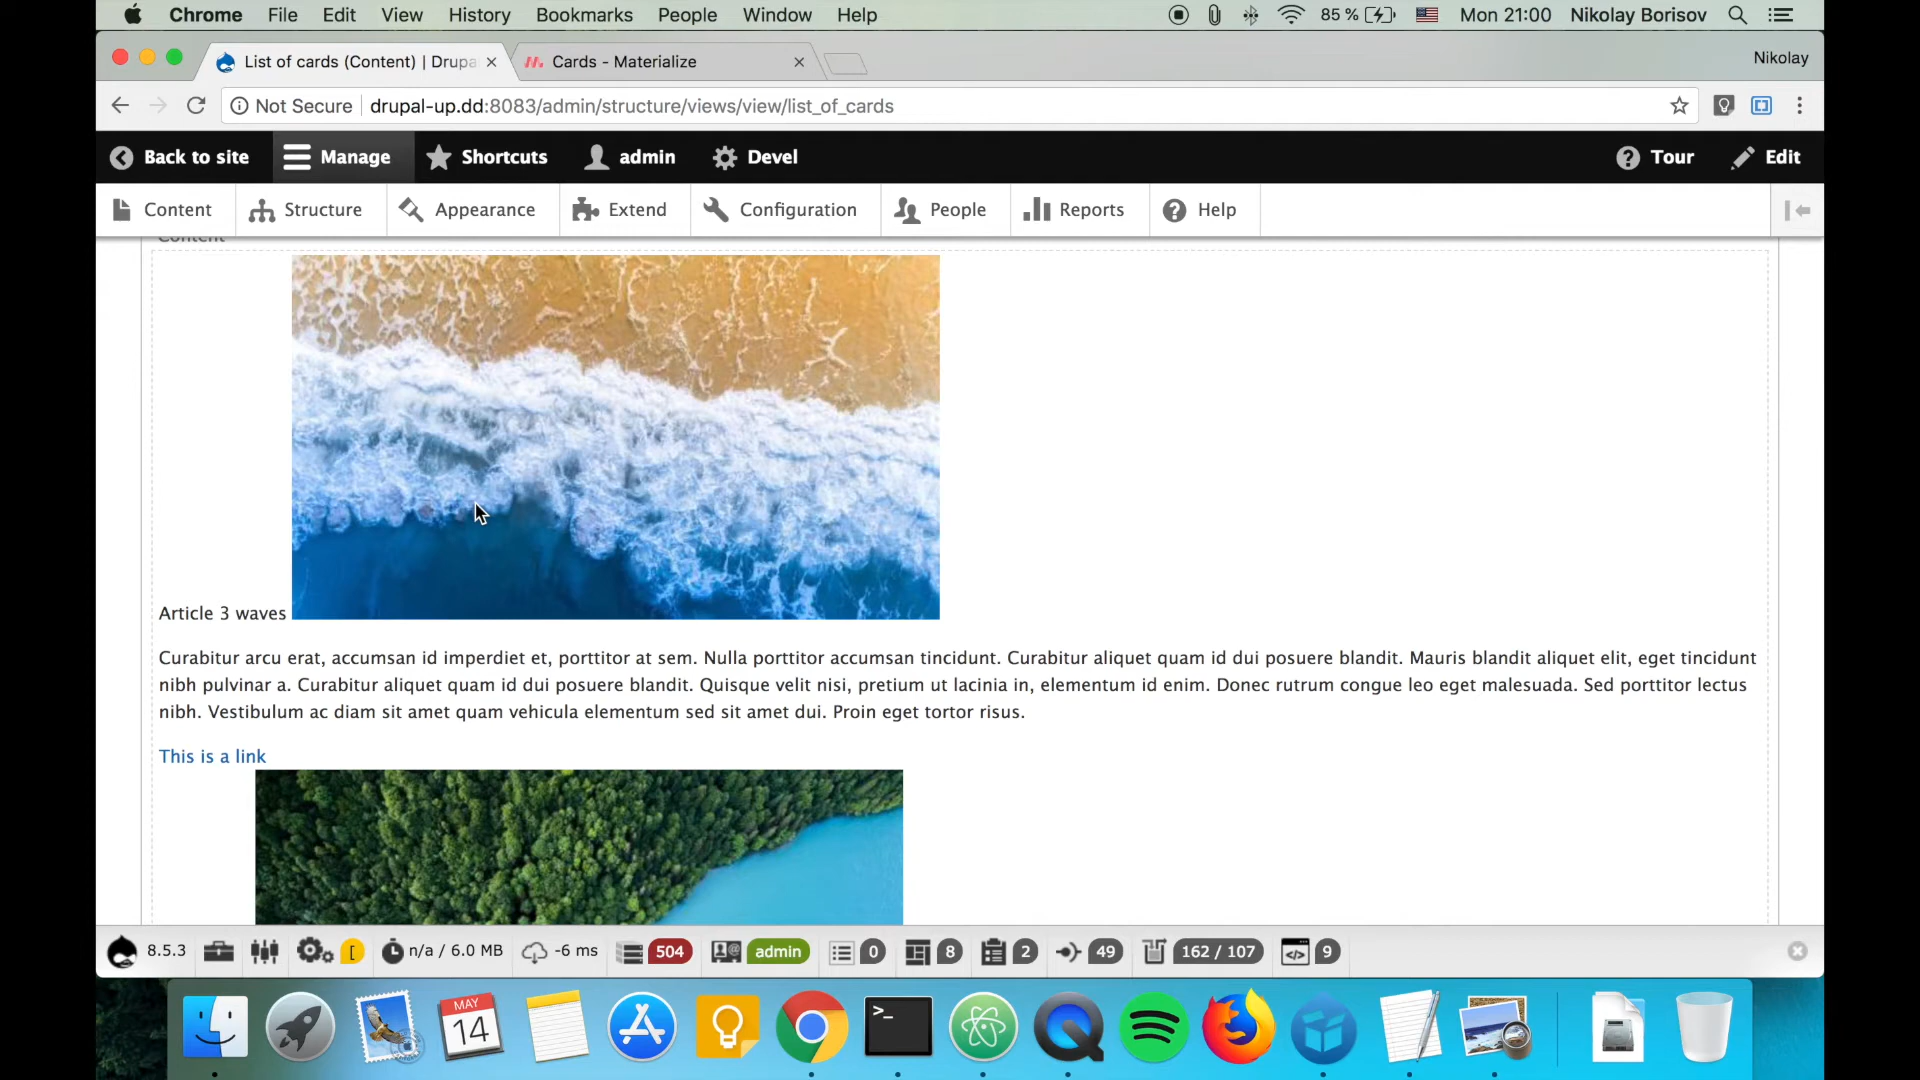 Chrome File Edit View History Bookmarks People Window Help 85 % Mon 21:00 Nikolay Borisov
List of cards (Content) | Drupa Cards - Materialize Nikolay
Not Secure drupal-up.dd:8083/admin/structure/views/view/list_of_cards
Back to site Manage Shortcuts admin Devel Tour Edit
Content Structure Appearance Extend Configuration People Reports Help
Content
Article 3 waves
Curabitur arcu erat, accumsan id imperdiet et, porttitor at sem. Nulla porttitor accumsan tincidunt. Curabitur aliquet quam id dui posuere blandit. Mauris blandit aliquet elit, eget tincidunt
nibh pulvinar a. Curabitur aliquet quam id dui posuere blandit. Quisque velit nisi, pretium ut lacinia in, elementum id enim. Donec rutrum congue leo eget malesuada. Sed porttitor lectus
nibh. Vestibulum ac diam sit amet quam vehicula elementum sed sit amet dui. Proin eget tortor risus.
This is a link
8.5.3 [ n/a / 6.0 MB -6 ms 504 admin 0 8 2 49 162 / 107 9
MAY
14